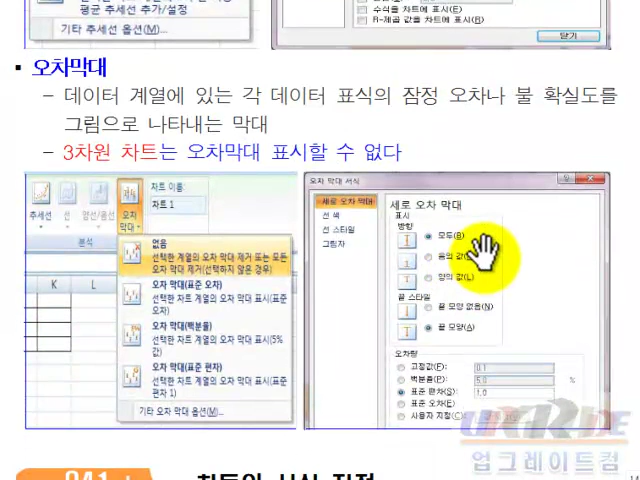 평균 추세선 추가/설정
기타 추세선 옵션(M)...
수식을 차트에 표시(E)
R-제곱 값을 차트에 표시(R)
닫기
▪ 오차막대
– 데이터 계열에 있는 각 데이터 표식의 잠정 오차나 불 확실도를
그림으로 나타내는 막대
– 3차원 차트는 오차막대 표시할 수 없다
추세선
선
양선/음선
오차
막대
차트 이름:
차트 1
분석
K L
없음
선택한 계열의 오차 막대 제거 또는 모든
오차 막대 제거(선택하지 않은 경우)
오차 막대(표준 오차)
선택한 차트 계열의 오차 막대 표시(표준
오차)
오차 막대(백분율)
선택한 차트 계열의 오차 막대 표시(5%
값)
오차 막대(표준 편차)
선택한 차트 계열의 오차 막대 표시(표준
편차 1)
기타 오차 막대 옵션(M)...
오차 막대 서식
세로 오차 막대
선 색
선 스타일
그림자
세로 오차 막대
표시
방향
모두(B)
음의 값
양의 값(L)
끝 스타일
끝 모양 없음(N)
끝 모양(A)
오차량
고정값(F): 0.1
백분율(P): 5.0 %
표준 편차(S): 1.0
표준 오차(E)
사용자 지정(C):
업그레이드컴